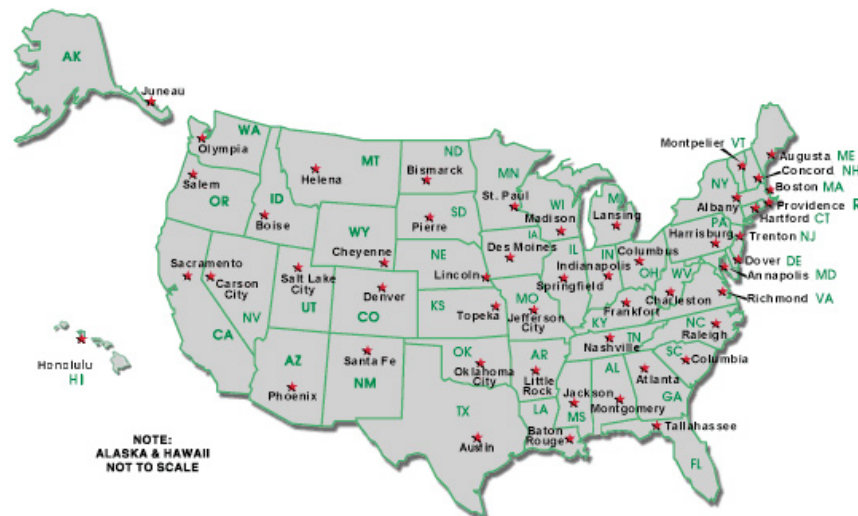 AK
Juneau
WA
Olympia
MT
Helena
ND
Bismarck
MN
St. Paul
Montpelier VT
Augusta ME
Concord NH
Boston MA
Providence R
Hartford CT
Salem
OR
ID
Boise
SD
Pierre
WI
Madison
MI
Lansing
NY
Albany
WY
Cheyenne
PA
Harrisburg
Trenton NJ
Dover DE
Annapolis MD
Richmond VA
Sacramento
Carson
City
NV
CA
Salt Lake
City
UT
Denver
CO
NE
Lincoln
IA
Des Moines
IL
Springfield
IN
Indianapolis
Columbus
OH
WV
Charleston
KS
Topeka
MO
Jefferson
City
KY
Frankfort
Honolulu
HI
AZ
Phoenix
Santa Fe
NM
OK
Oklahoma
City
AR
Little
Rock
TN
Nashville
NC
Raleigh
SC
Columbia
TX
Austin
LA
Baton
Rouge
Jackson
MS
AL
Montgomery
Atlanta
GA
Tallahassee
FL
NOTE:
ALASKA & HAWAII
NOT TO SCALE